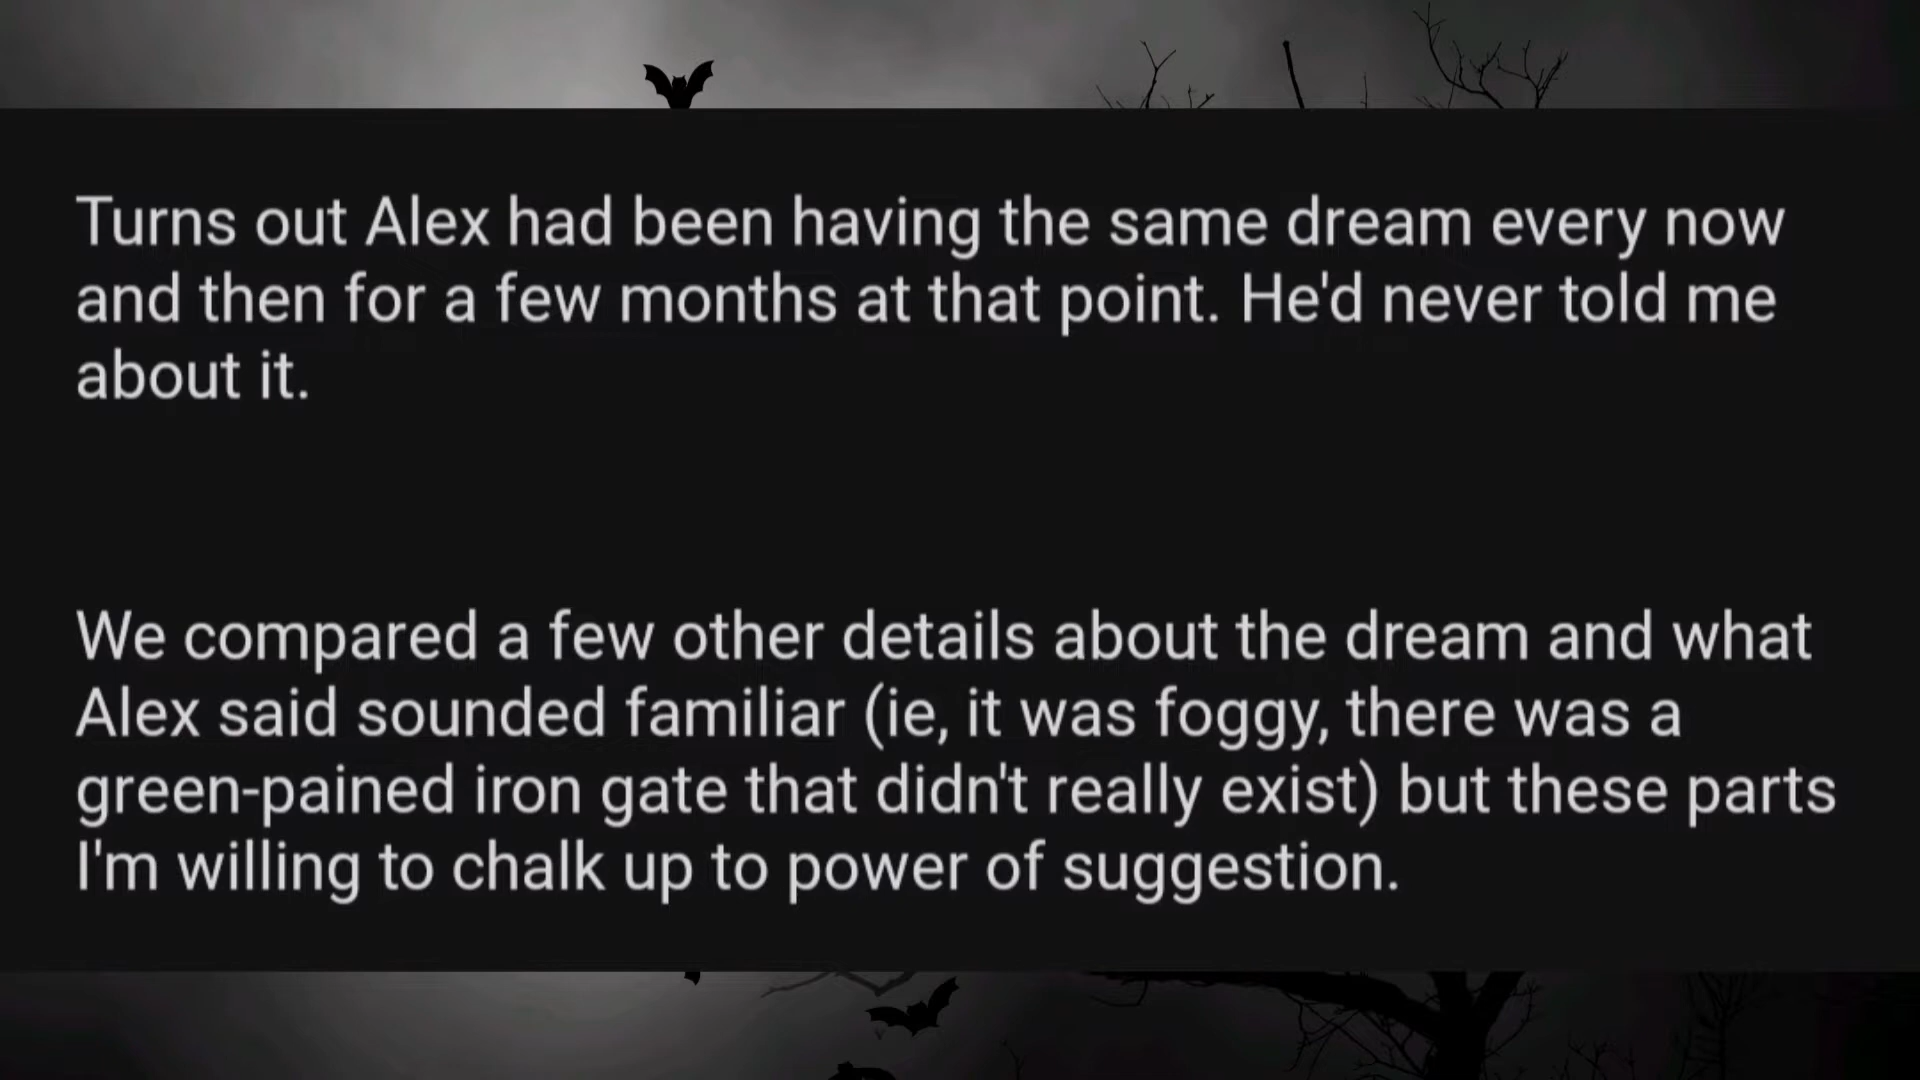 Turns out Alex had been having the same dream every now
and then for a few months at that point. He'd never told me
about it.
We compared a few other details about the dream and what
Alex said sounded familiar (ie, it was foggy, there was a
green-pained iron gate that didn't really exist) but these parts
I'm willing to chalk up to power of suggestion.